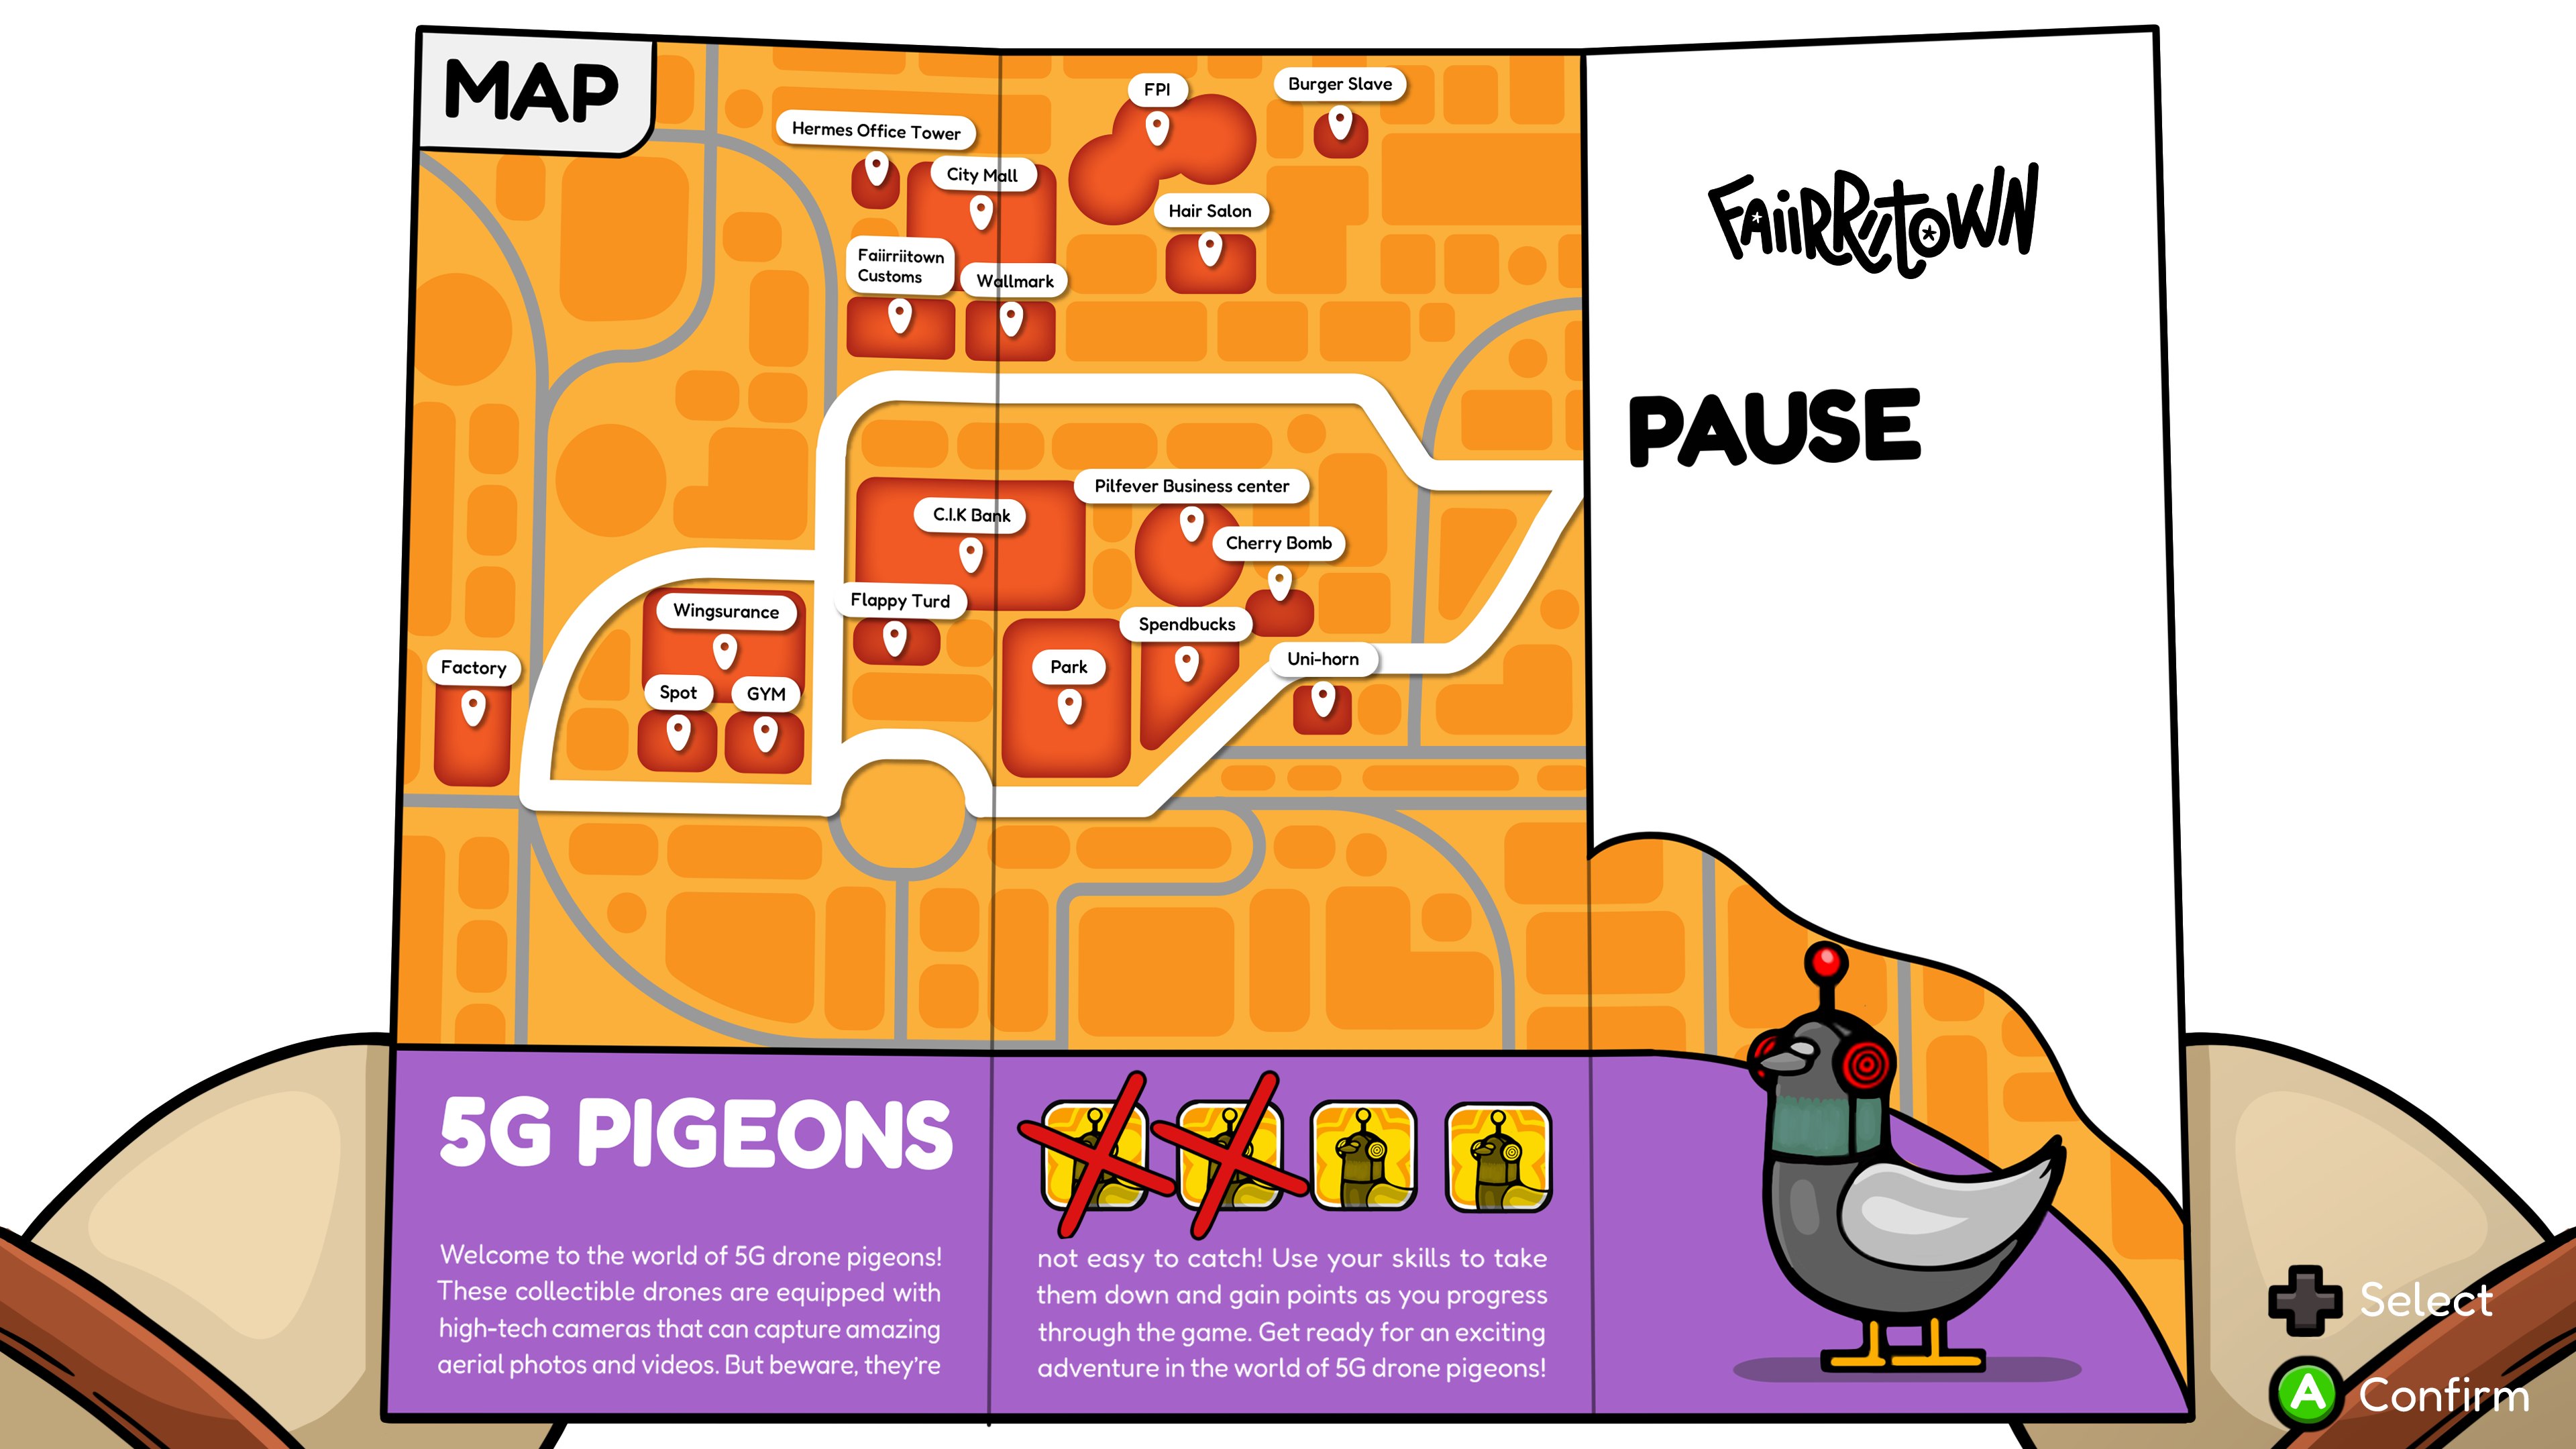 MAP
FPI
Burger Slave
Hermes Office Tower
City Mall
Hair Salon
Faiirriitown
Customs
Wallmark
FAiiRRiitOWN
PAUSE
Pilfever Business center
C.I.K Bank
Cherry Bomb
Flappy Turd
Wingsurance
Spendbucks
Uni-horn
Factory
Park
Spot
GYM
5G PIGEONS
Welcome to the world of 5G drone pigeons!
These collectible drones are equipped with
high-tech cameras that can capture amazing
aerial photos and videos. But beware, they're
not easy to catch! Use your skills to take
them down and gain points as you progress
through the game. Get ready for an exciting
adventure in the world of 5G drone pigeons!
Select
A Confirm